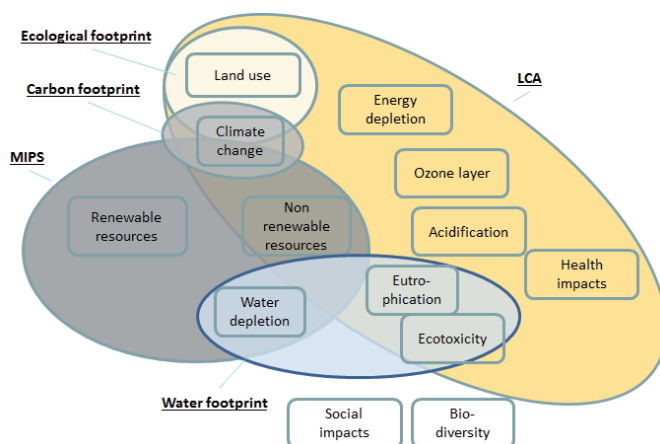 Ecological footprint
Land use
LCA
Carbon footprint
Energy
depletion
Climate
change
MIPS
Ozone layer
Renewable
resources
Non
renewable
resources
Acidification
Health
impacts
Eutro-
phication
Water
depletion
Ecotoxicity
Water footprint
Social
impacts
Bio-
diversity